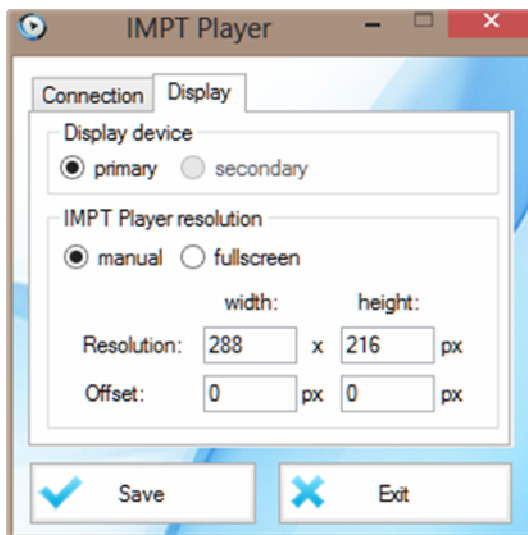 IMPT Player
Connection Display
Display device
primary secondary
IMPT Player resolution
manual fullscreen
width: height:
Resolution: 288 x 216 px
Offset: 0 px 0 px
Save Exit